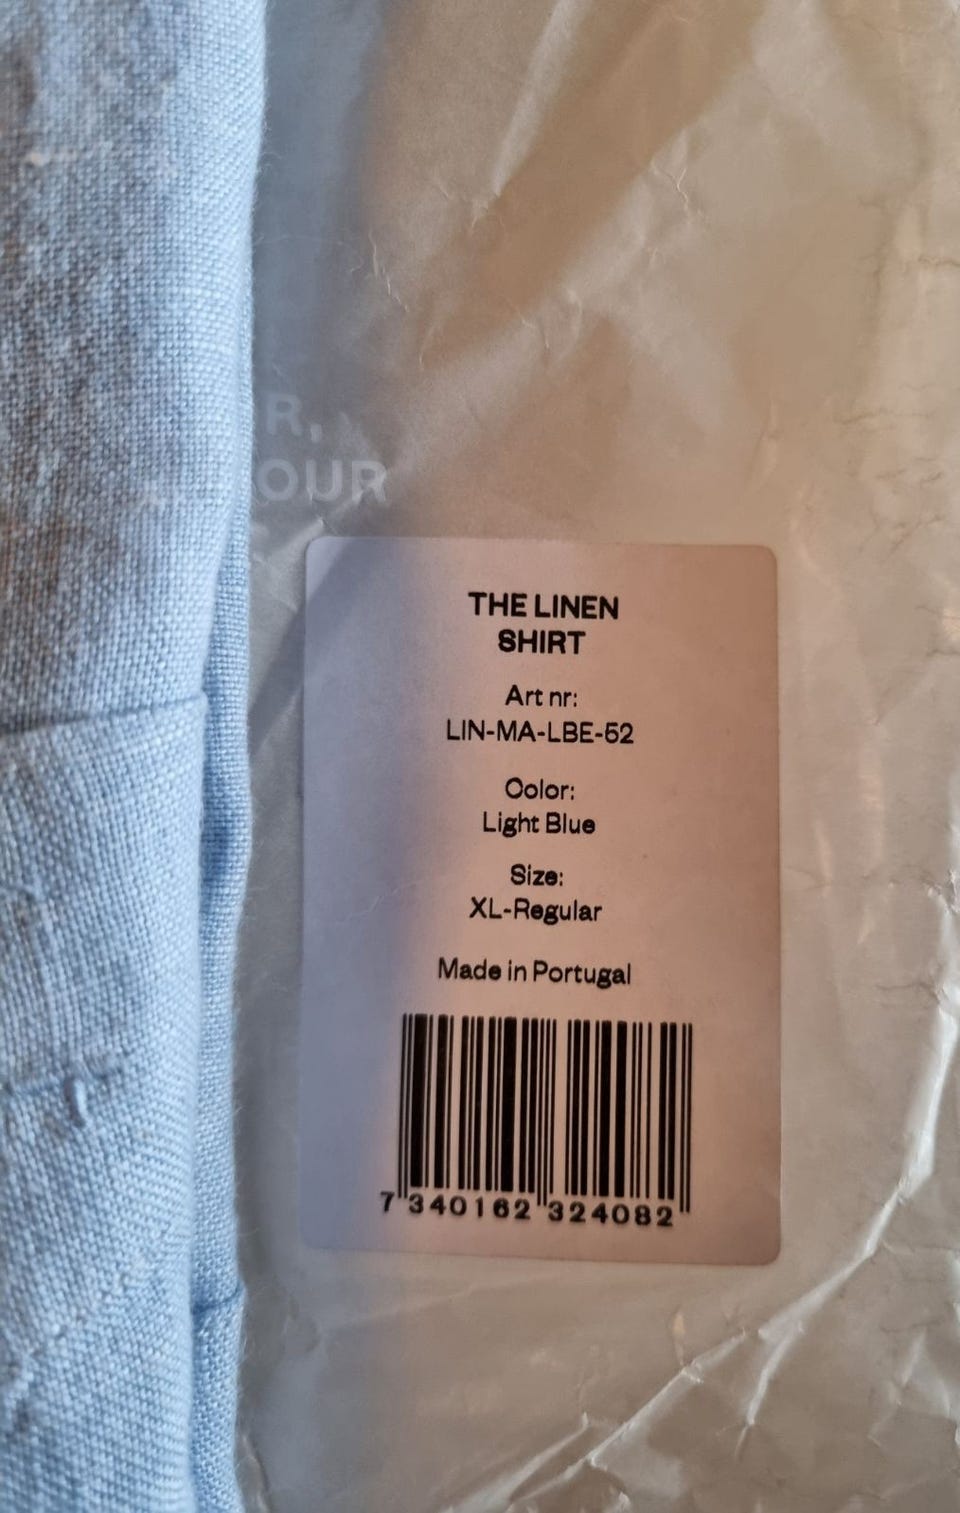 R,
OUR
THE LINEN
SHIRT
Art nr:
LIN-MA-LBE-52
Color:
Light Blue
Size:
XL-Regular
Made in Portugal
7 340162 324082